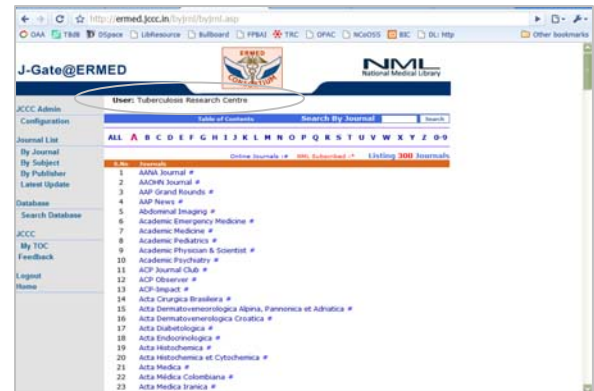 http://ermed.jccc.in/byjrnl/byjrnl.asp
OAA TBdB DSpace LibResource Bullboard FPBAI TRC OPAC NCoOSS BIC DL: http Other bookmarks
J-Gate@ERMED
ERMED
CONSORTIUM
NML
National Medical Library
User: Tuberculosis Research Centre
JCCC Admin
Configuration
Journal List
By Journal
By Subject
By Publisher
Latest Update
Database
Search Database
JCCC
My TOC
Feedback
Logout
Home
Table of Contents Search By Journal Search
ALL A B C D E F G H I J K L M N O P Q R S T U V W X Y Z 0-9
Online Journals :# NML Subscribed :* Listing 300 Journals
S.No Journals
1 AANA Journal #
2 AAOHN Journal #
3 AAP Grand Rounds #
4 AAP News #
5 Abdominal Imaging #
6 Academic Emergency Medicine #
7 Academic Medicine #
8 Academic Pediatrics #
9 Academic Physician & Scientist #
10 Academic Psychiatry #
11 ACP Journal Club #
12 ACP Observer #
13 ACP-Impact #
14 Acta Cirurgica Brasileira #
15 Acta Dermatoveneorologica Alpina, Pannonica et Adriatica #
16 Acta Dermatovenerologica Croatica #
17 Acta Diabetologica #
18 Acta Endocrinologica #
19 Acta Histochemica #
20 Acta Histochemica et Cytochemica #
21 Acta Medica #
22 Acta Médica Colombiana #
23 Acta Medica Iranica #